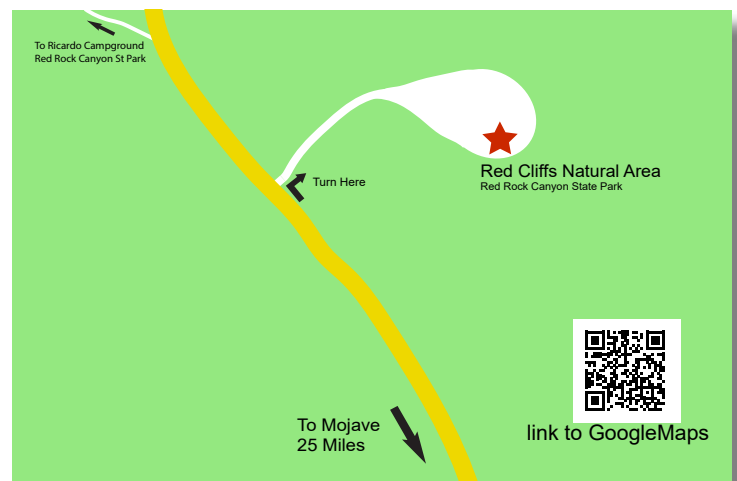 To Ricardo Campground
Red Rock Canyon St Park
Turn Here
Red Cliffs Natural Area
Red Rock Canyon State Park
To Mojave
25 Miles
link to GoogleMaps